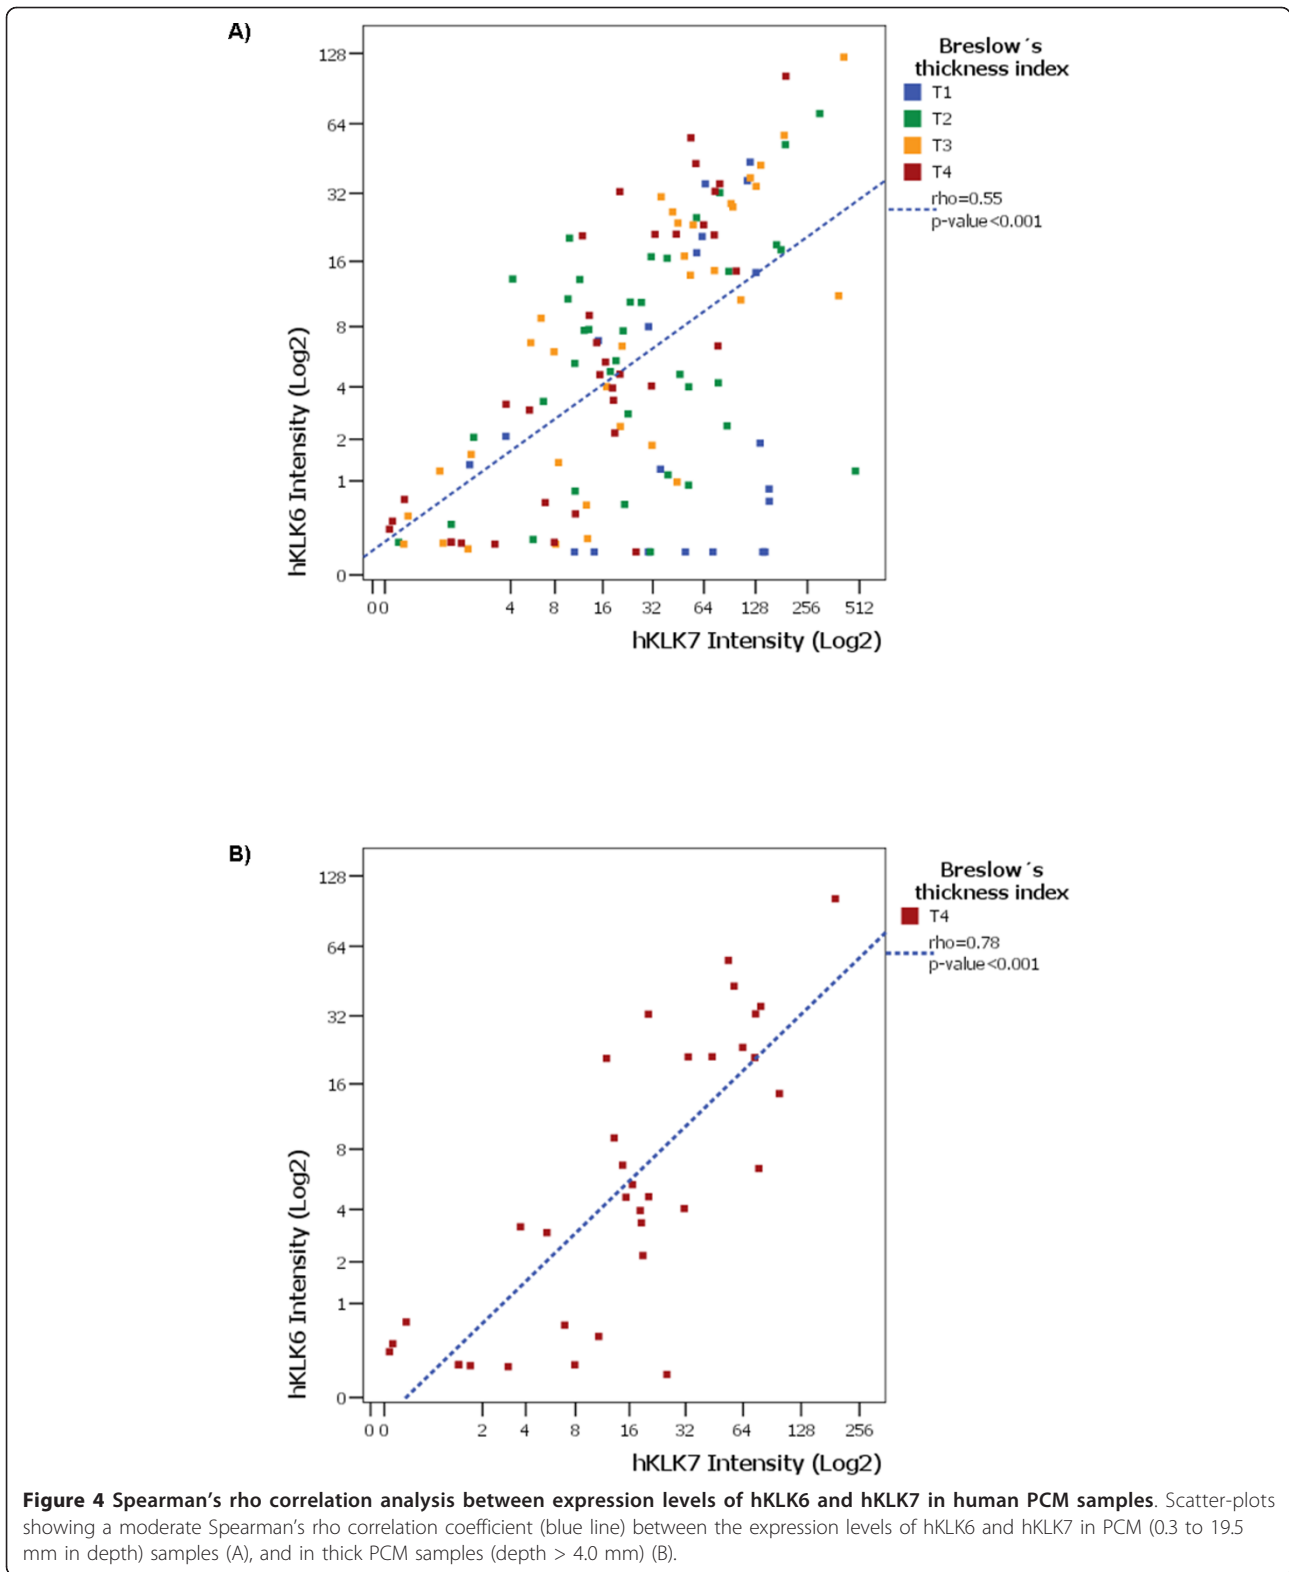 A)
Breslow´s
thickness index
T1
T2
T3
T4
rho=0.55
p-value<0.001
128
64
32
16
8
4
2
1
0
hKLK6 Intensity (Log2)
0 0 4 8 16 32 64 128 256 512
hKLK7 Intensity (Log2)
B)
Breslow´s
thickness index
T4
rho=0.78
p-value<0.001
128
64
32
16
8
4
2
1
0
hKLK6 Intensity (Log2)
0 0 2 4 8 16 32 64 128 256
hKLK7 Intensity (Log2)
Figure 4 Spearman's rho correlation analysis between expression levels of hKLK6 and hKLK7 in human PCM samples. Scatter-plots
showing a moderate Spearman's rho correlation coefficient (blue line) between the expression levels of hKLK6 and hKLK7 in PCM (0.3 to 19.5
mm in depth) samples (A), and in thick PCM samples (depth > 4.0 mm) (B).